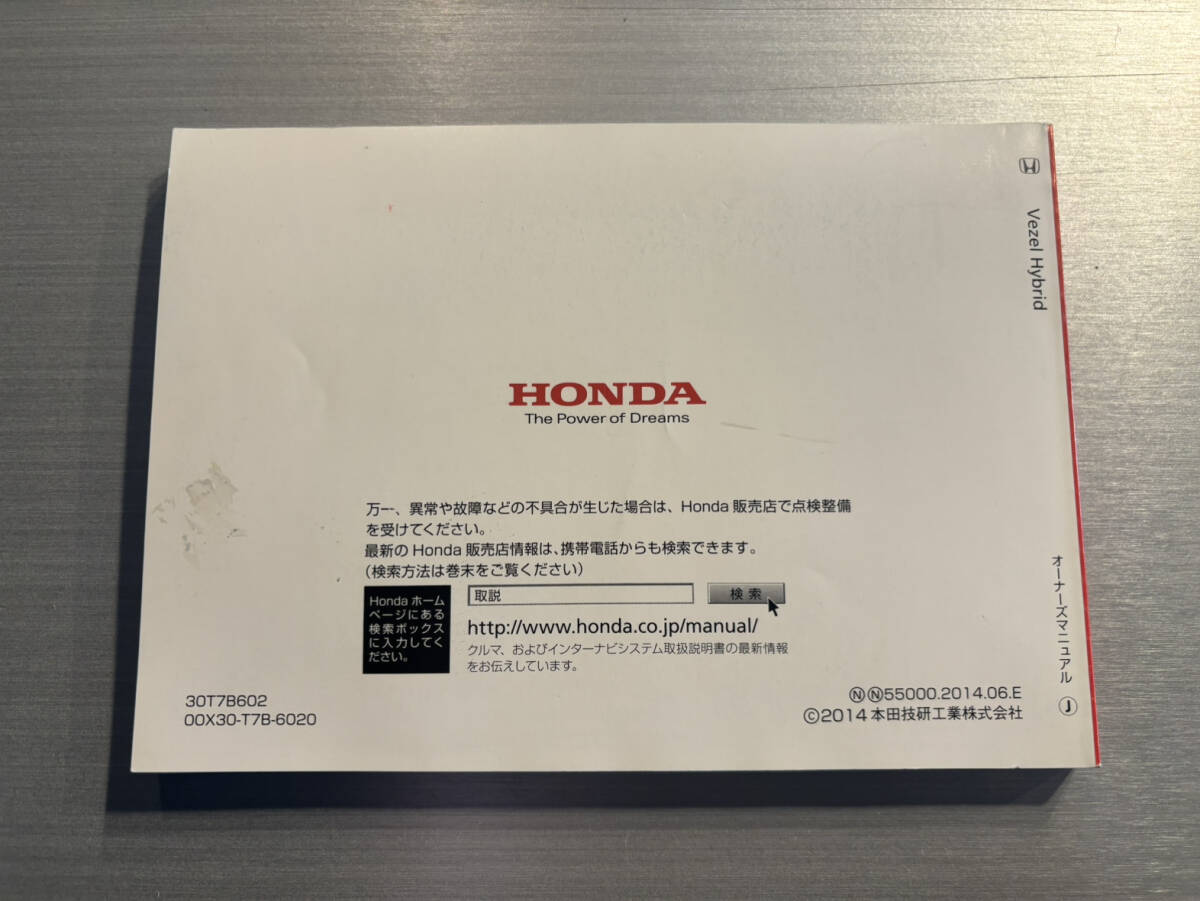 HONDA
The Power of Dreams
万一、異常や故障などの不具合が生じた場合は、Honda 販売店で点検整備
を受けてください。
最新の Honda 販売店情報は、携帯電話からも検索できます。
（検索方法は巻末をご覧ください）
Honda ホーム
ページにある
検索ボックス
に入力してく
ださい。
取説
検 索
http://www.honda.co.jp/manual/
クルマ、およびインターナビシステム取扱説明書の最新情報
をお伝えしています。
30T7B602
00X30-T7B-6020
ⓃⓃ55000.2014.06.E
©2014 本田技研工業株式会社
Vezel Hybrid
オーナーズマニュアル Ⓙ